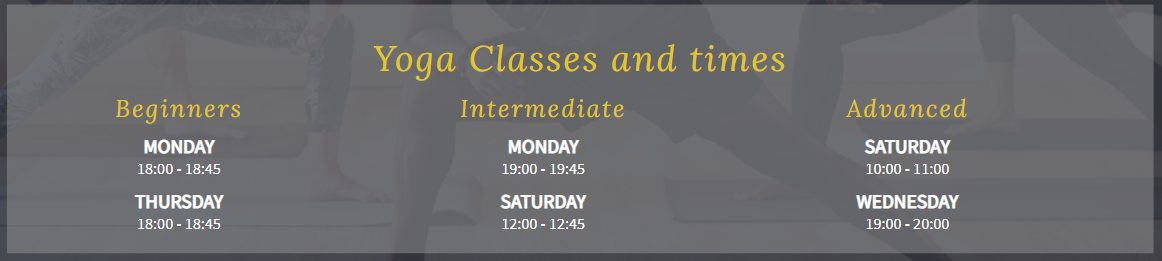 Yoga Classes and times
Beginners
MONDAY
18:00 - 18:45
THURSDAY
18:00 - 18:45
Intermediate
MONDAY
19:00 - 19:45
SATURDAY
12:00 - 12:45
Advanced
SATURDAY
10:00 - 11:00
WEDNESDAY
19:00 - 20:00